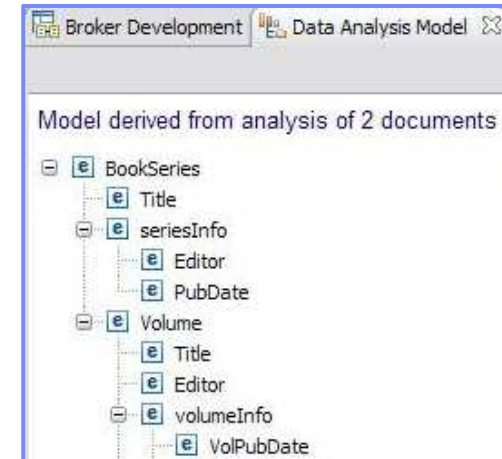 Broker Development Data Analysis Model
Model derived from analysis of 2 documents
e BookSeries
e Title
e seriesInfo
e Editor
e PubDate
e Volume
e Title
e Editor
e volumeInfo
e VolPubDate